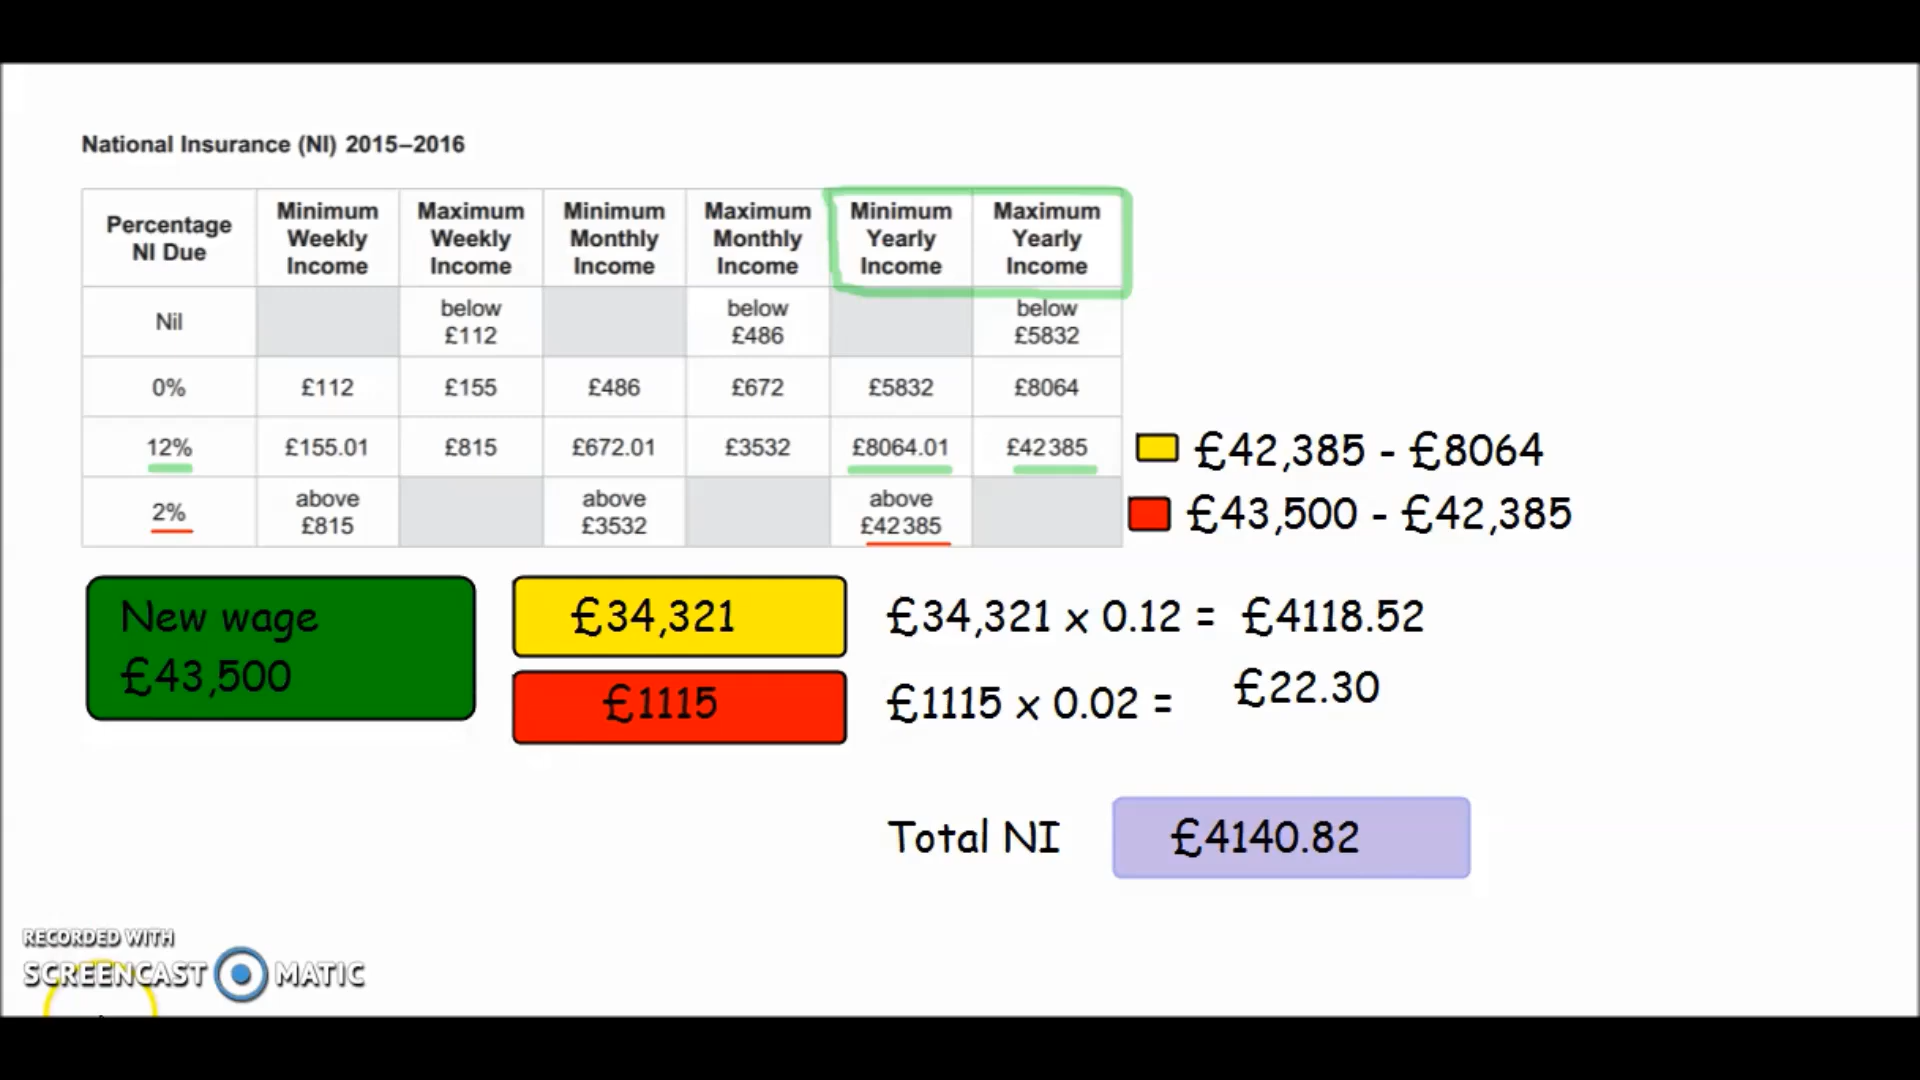 National Insurance (NI) 2015–2016
Percentage NI Due Minimum Weekly Income Maximum Weekly Income Minimum Monthly Income Maximum Monthly Income Minimum Yearly Income Maximum Yearly Income
Nil below £112 below £486 below £5832
0% £112 £155 £486 £672 £5832 £8064
12% £155.01 £815 £672.01 £3532 £8064.01 £42385
£42,385 - £8064
2% above £815 above £3532 above £42385
£43,500 - £42,385
New wage
£43,500
£34,321
£34,321 x 0.12 = £4118.52
£1115
£1115 x 0.02 = £22.30
Total NI £4140.82
RECORDED WITH
SCREENCAST MATIC